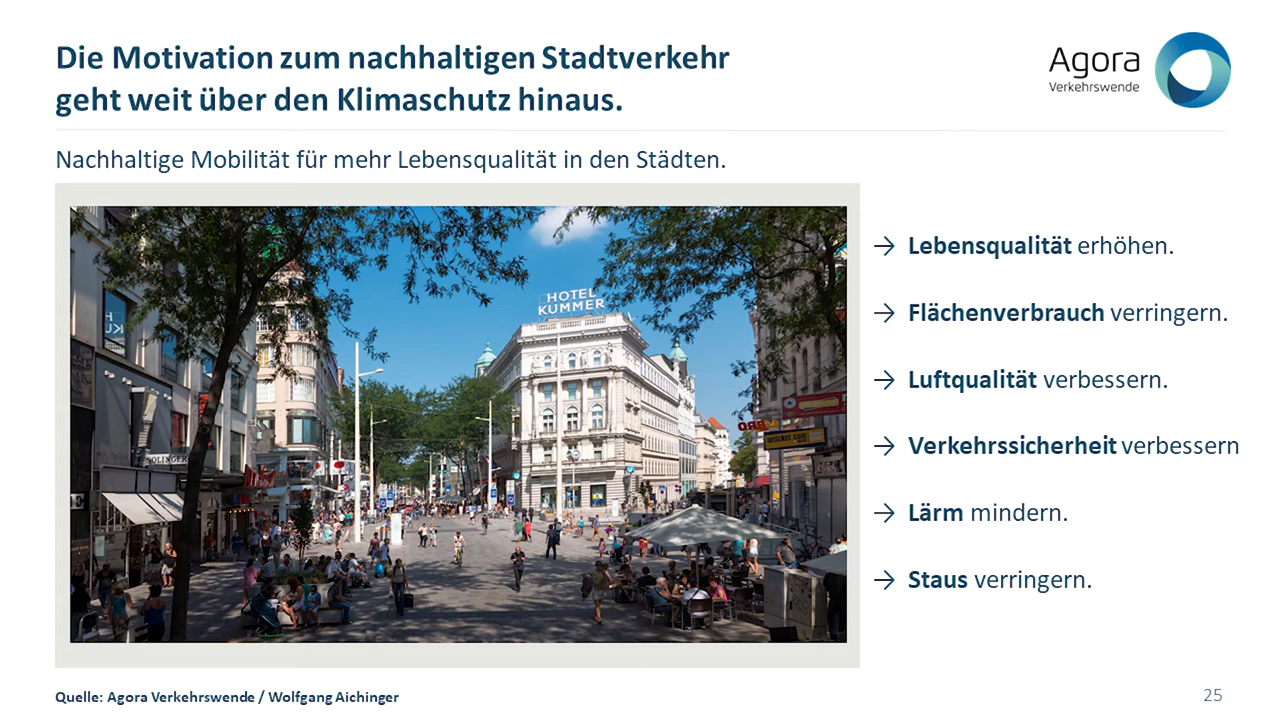 Die Motivation zum nachhaltigen Stadtverkehr
geht weit über den Klimaschutz hinaus.
Agora
Verkehrswende
Nachhaltige Mobilität für mehr Lebensqualität in den Städten.
HOTEL
KUMMER
SOLINGER
→ Lebensqualität erhöhen.
→ Flächenverbrauch verringern.
→ Luftqualität verbessern.
→ Verkehrssicherheit verbessern
→ Lärm mindern.
→ Staus verringern.
Quelle: Agora Verkehrswende / Wolfgang Aichinger
25